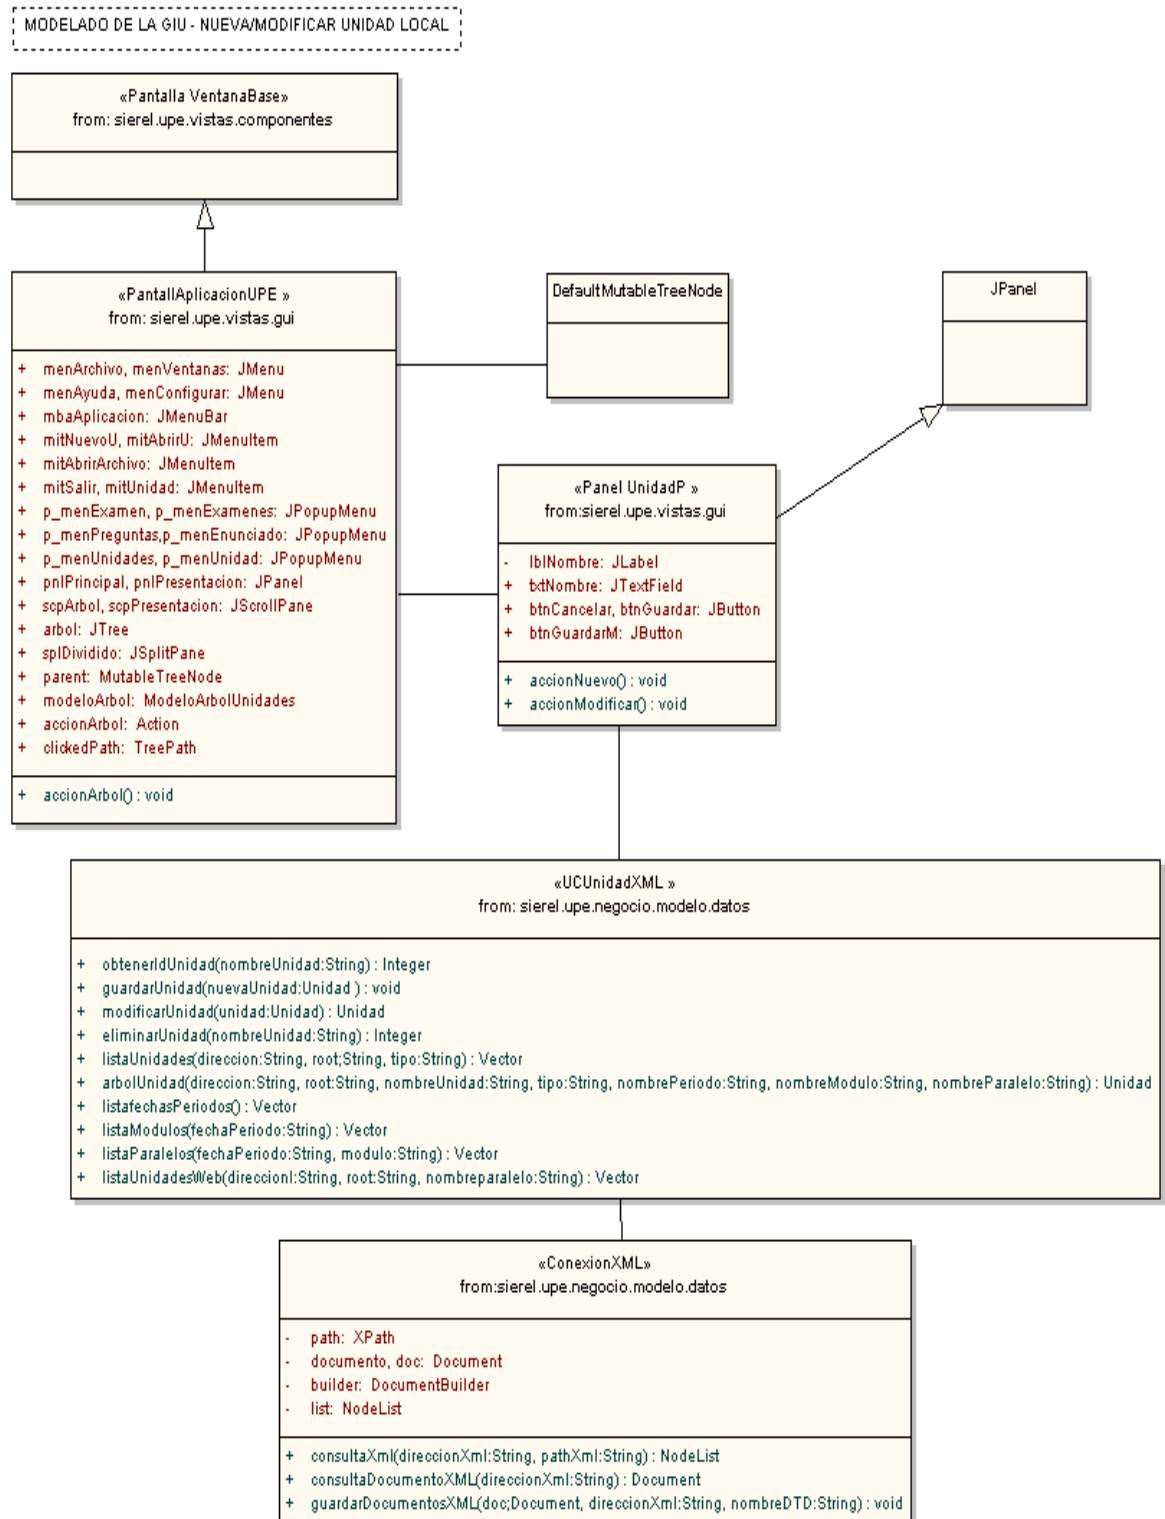 MODELADO DE LA GIU - NUEVA/MODIFICAR UNIDAD LOCAL
«Pantalla VentanaBase»
from: sierel.upe.vistas.componentes
«PantallAplicacionUPE »
from: sierel.upe.vistas.gui
+ menArchivo, menVentanas: JMenu
+ menAyuda, menConfigurar: JMenu
+ mbaAplicacion: JMenuBar
+ mitNuevoU, mitAbrirU: JMenuItem
+ mitAbrirArchivo: JMenuItem
+ mitSalir, mitUnidad: JMenuItem
+ p_menExamen, p_menExamenes: JPopupMenu
+ p_menPreguntas,p_menEnunciado: JPopupMenu
+ p_menUnidades, p_menUnidad: JPopupMenu
+ pnlPrincipal, pnlPresentacion: JPanel
+ scpArbol, scpPresentacion: JScrollPane
+ arbol: JTree
+ splDividido: JSplitPane
+ parent: MutableTreeNode
+ modeloArbol: ModeloArbolUnidades
+ accionArbol: Action
+ clickedPath: TreePath
+ accionArbol() : void
DefaultMutableTreeNode
JPanel
«Panel UnidadP »
from:sierel.upe.vistas.gui
- lblNombre: JLabel
+ txtNombre: JTextField
+ btnCancelar, btnGuardar: JButton
+ btnGuardarM: JButton
+ accionNuevo() : void
+ accionModificar() : void
«UCUnidadXML »
from: sierel.upe.negocio.modelo.datos
+ obtenerIdUnidad(nombreUnidad:String) : Integer
+ guardarUnidad(nuevaUnidad:Unidad ) : void
+ modificarUnidad(unidad:Unidad) : Unidad
+ eliminarUnidad(nombreUnidad:String) : Integer
+ listaUnidades(direccion:String, root;String, tipo:String) : Vector
+ arbolUnidad(direccion:String, root:String, nombreUnidad:String, tipo:String, nombrePeriodo:String, nombreModulo:String, nombreParalelo:String) : Unidad
+ listafechasPeriodos() : Vector
+ listaModulos(fechaPeriodo:String) : Vector
+ listaParalelos(fechaPeriodo:String, modulo:String) : Vector
+ listaUnidadesWeb(direccionl:String, root:String, nombreparalelo:String) : Vector
«ConexionXML»
from:sierel.upe.negocio.modelo.datos
- path: XPath
- documento, doc: Document
- builder: DocumentBuilder
- list: NodeList
+ consultaXml(direccionXml:String, pathXml:String) : NodeList
+ consultaDocumentoXML(direccionXml:String) : Document
+ guardarDocumentosXML(doc;Document, direccionXml:String, nombreDTD:String) : void